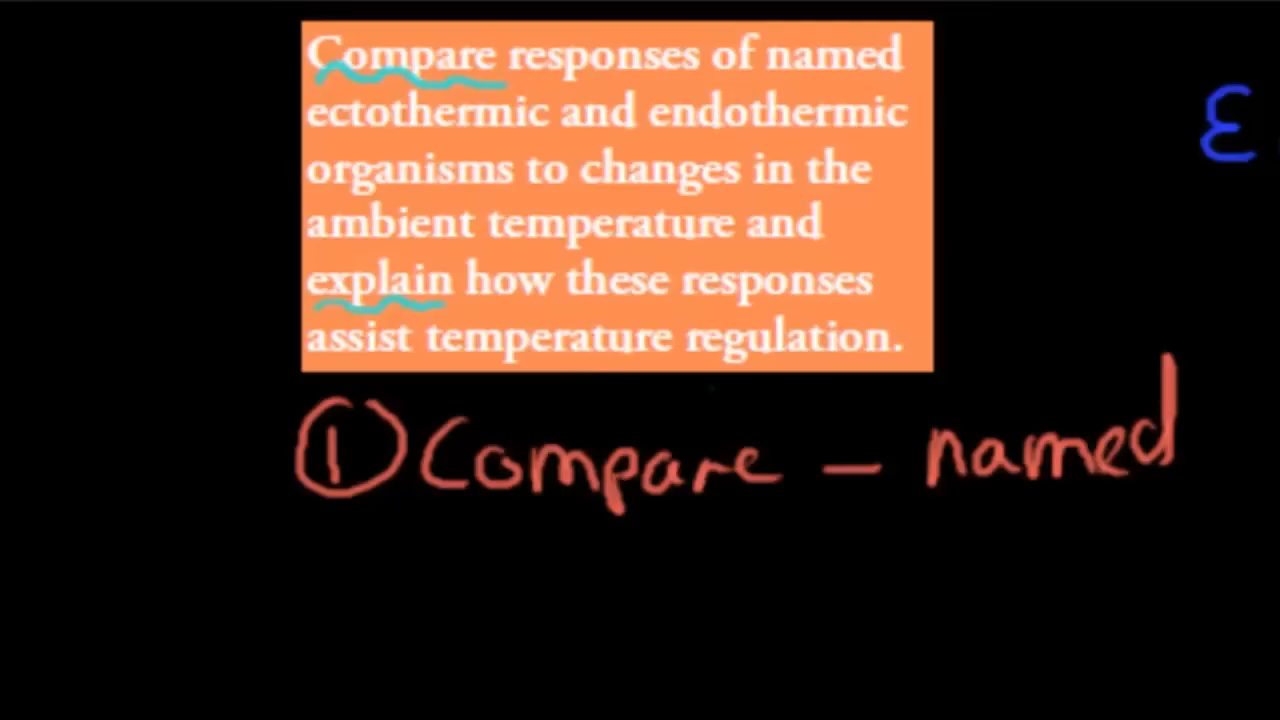 Compare responses of named
ectothermic and endothermic
organisms to changes in the
ambient temperature and
explain how these responses
assist temperature regulation.
① Compare - named